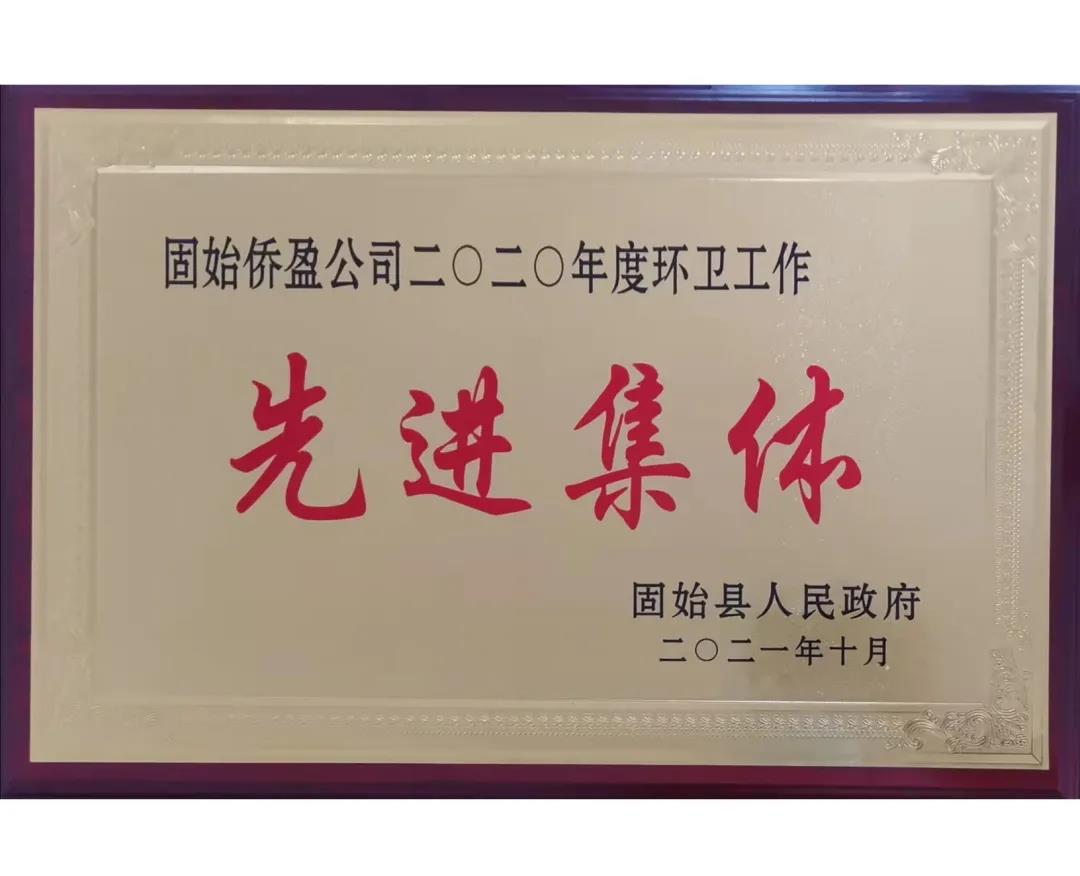 固始侨盈公司二〇二〇年度环卫工作
先进集体
固始县人民政府
二〇二一年十月